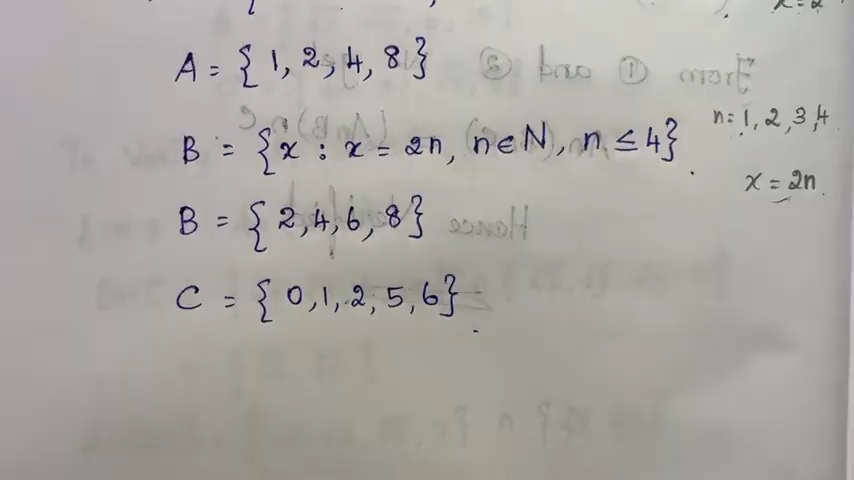 x = 2
A = { 1, 2, 4, 8 }
n = 1, 2, 3, 4
B = { x : x = 2n, n ∈ N, n ≤ 4 }.
x = 2n
B = { 2, 4, 6, 8 }
C = { 0, 1, 2, 5, 6 }.